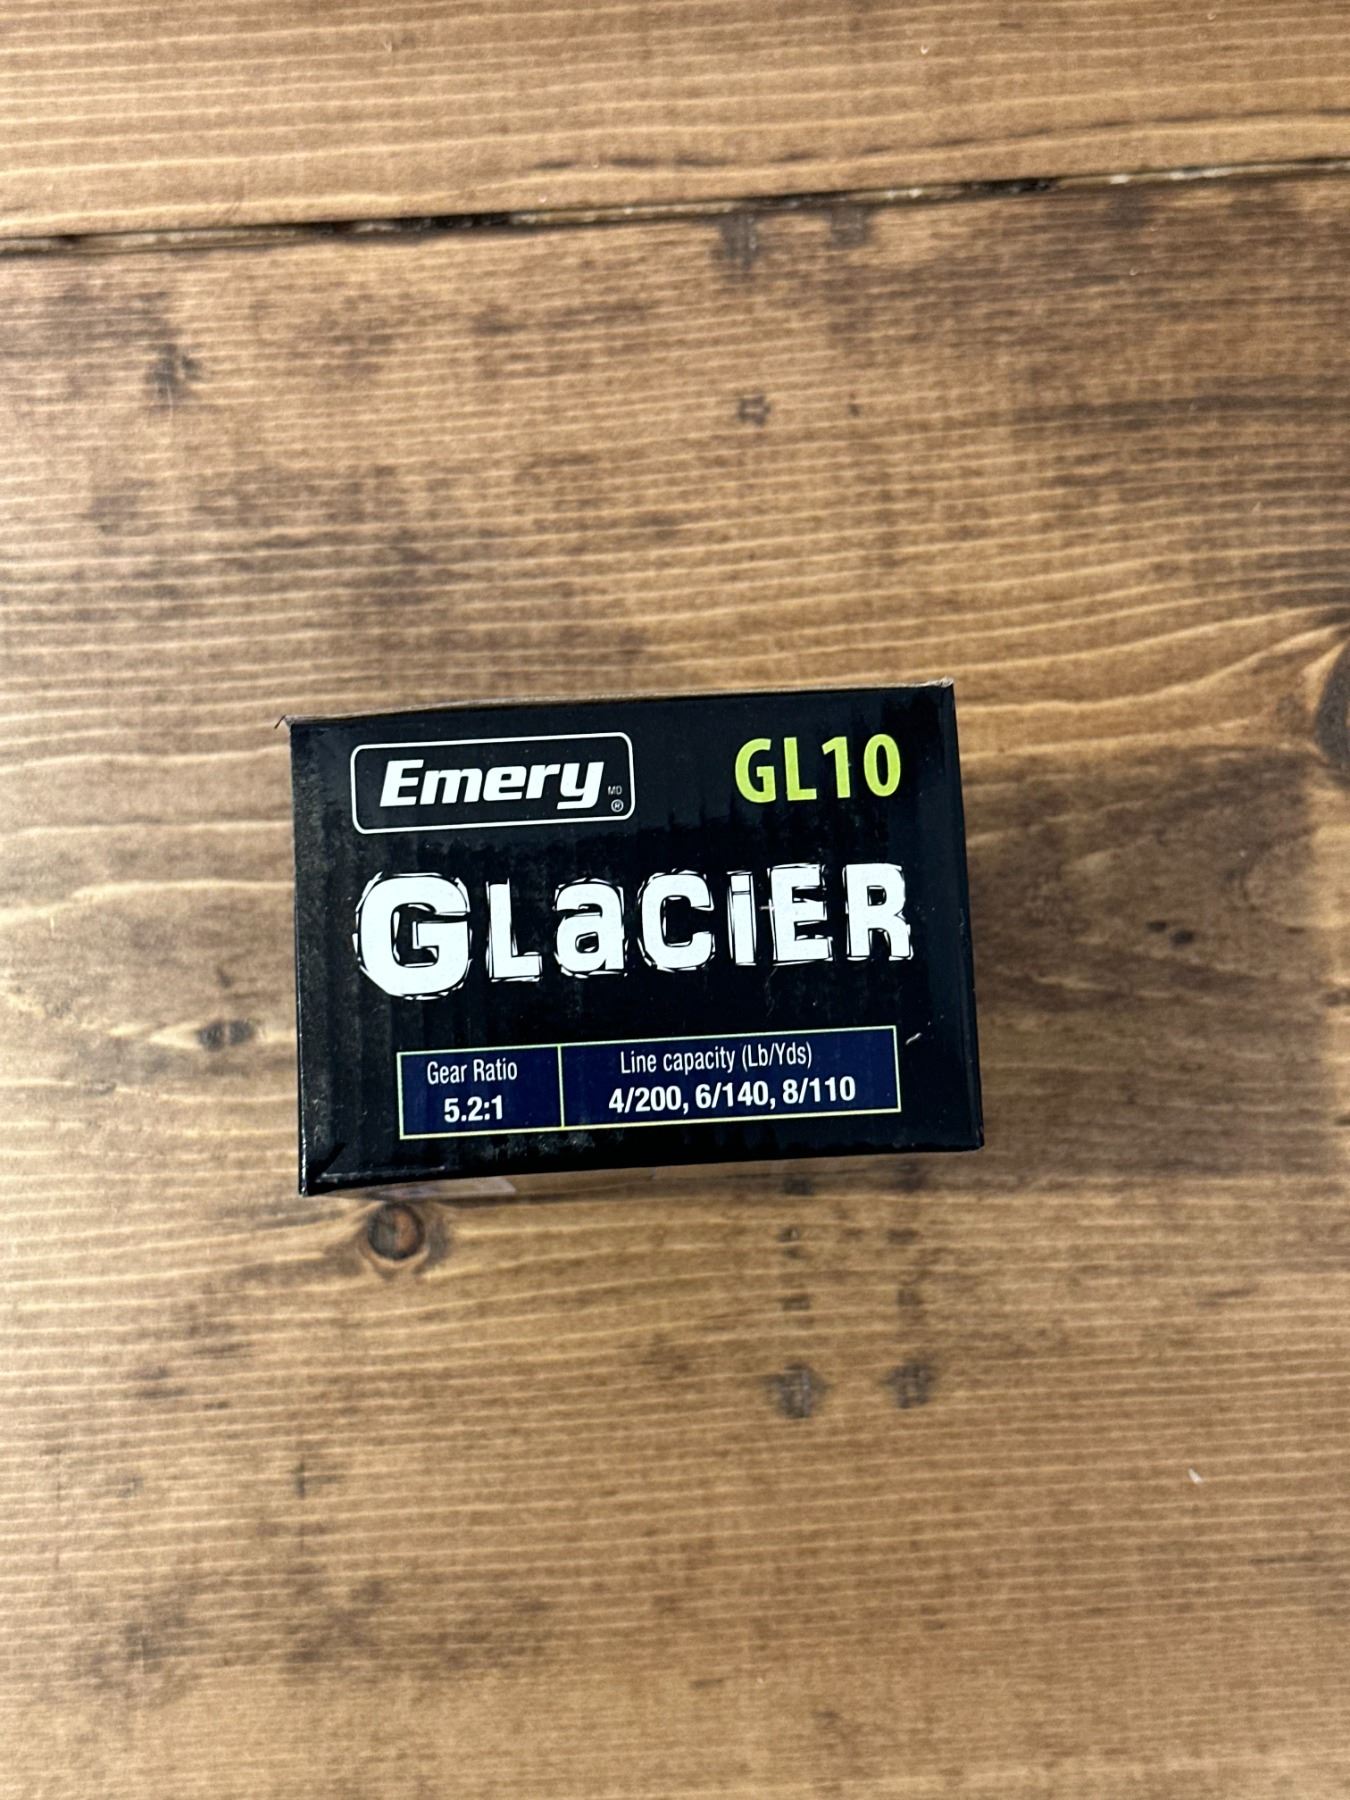 Emery MD ® GL10
GLaCiER
Gear Ratio Line capacity (Lb/Yds)
5.2:1 4/200, 6/140, 8/110